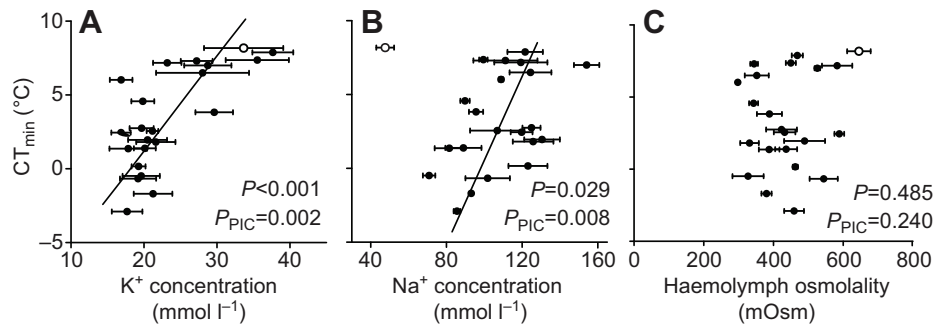 A
B
C
CTmin (°C)
10
5
0
–5
P<0.001
PPIC=0.002
P=0.029
PPIC=0.008
P=0.485
PPIC=0.240
10 20 30 40
40 80 120 160
0 200 400 600 800
K+ concentration
(mmol l–1)
Na+ concentration
(mmol l–1)
Haemolymph osmolality
(mOsm)